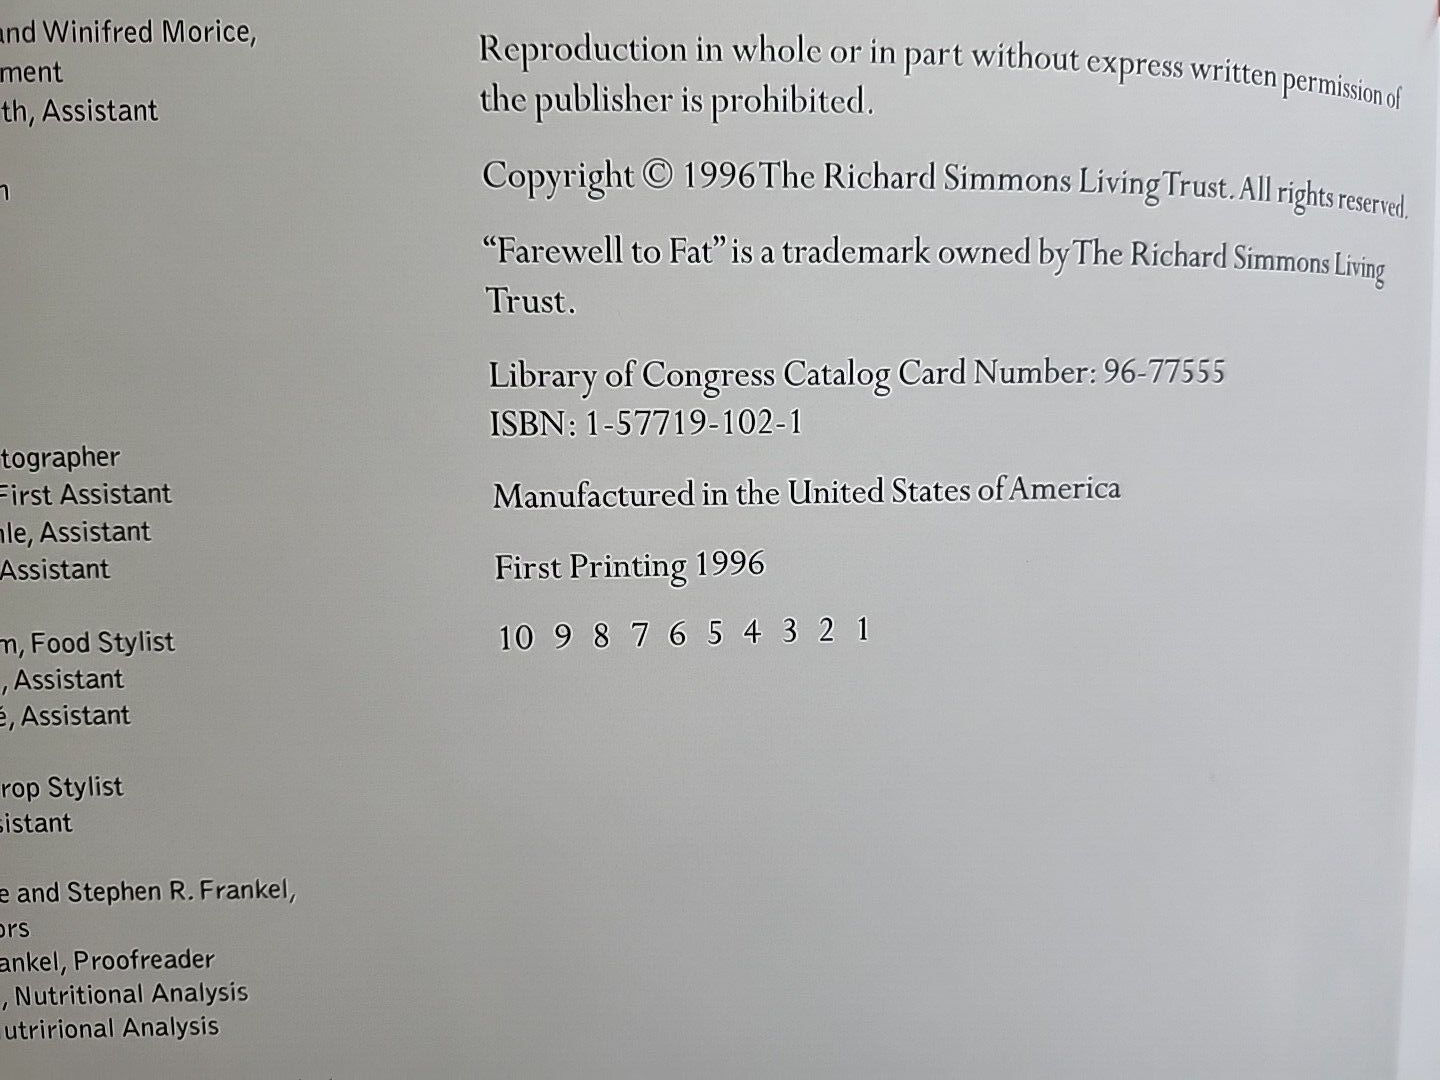 and Winifred Morice,
ment
th, Assistant
n
tographer
First Assistant
hle, Assistant
Assistant
m, Food Stylist
, Assistant
é, Assistant
rop Stylist
sistant
e and Stephen R. Frankel,
ors
ankel, Proofreader
, Nutritional Analysis
utrirional Analysis
Reproduction in whole or in part without express written permission of
the publisher is prohibited.
Copyright © 1996 The Richard Simmons Living Trust. All rights reserved.
“Farewell to Fat” is a trademark owned by The Richard Simmons Living
Trust.
Library of Congress Catalog Card Number: 96-77555
ISBN: 1-57719-102-1
Manufactured in the United States of America
First Printing 1996
10 9 8 7 6 5 4 3 2 1